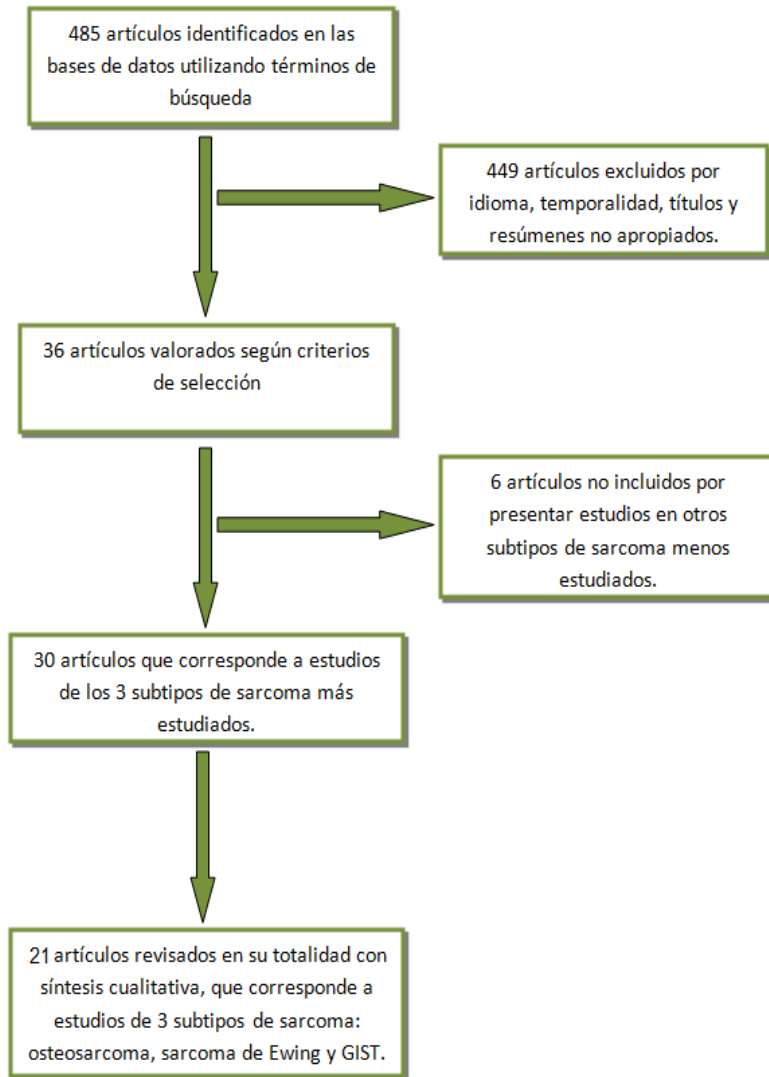 485 artículos identificados en las
bases de datos utilizando términos de
búsqueda
449 artículos excluidos por
idioma, temporalidad, títulos y
resúmenes no apropiados.
36 artículos valorados según criterios
de selección
6 artículos no incluidos por
presentar estudios en otros
subtipos de sarcoma menos
estudiados.
30 artículos que corresponde a estudios
de los 3 subtipos de sarcoma más
estudiados.
21 artículos revisados en su totalidad con
síntesis cualitativa, que corresponde a
estudios de 3 subtipos de sarcoma:
osteosarcoma, sarcoma de Ewing y GIST.